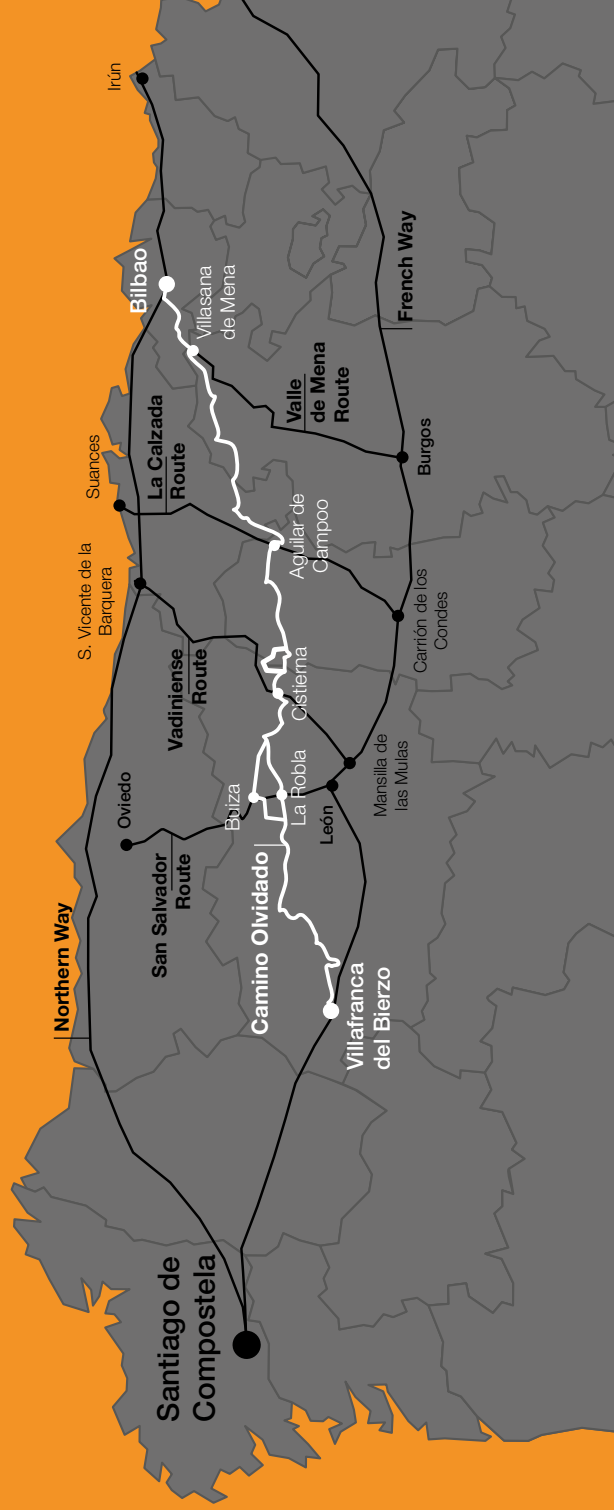 Irún
Bilbao
Villasana
de Mena
French Way
Valle
de Mena
Route
Burgos
La Calzada
Route
Suances
Aguilar de
Campoo
S. Vicente de la
Barquera
Carrión de los
Condes
Vadiniense
Route
Cistierna
Mansilla de
las Mulas
Oviedo
Buiza
La Robla
León
San Salvador
Route
Camino Olvidado
Northern Way
Villafranca
del Bierzo
Santiago de
Compostela